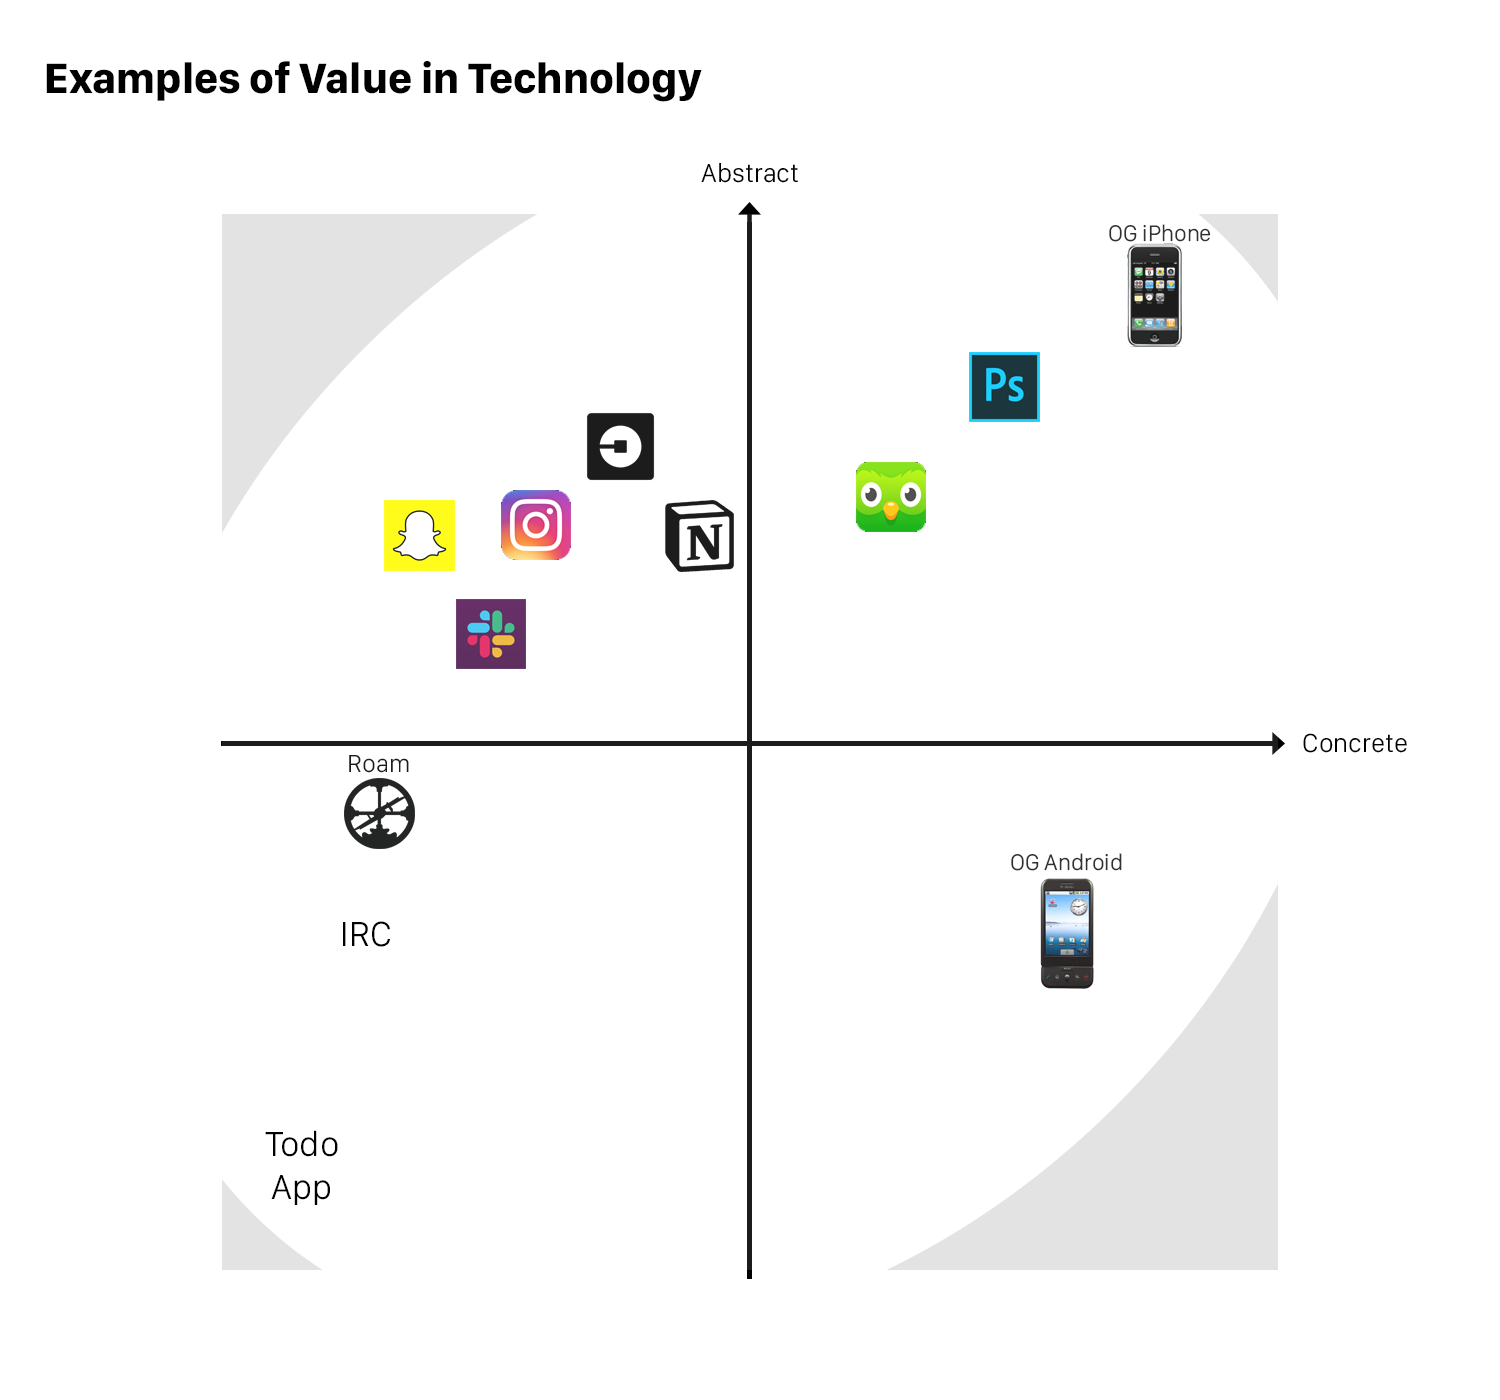 Examples of Value in Technology
Abstract
OG iPhone
Ps
N
Concrete
Roam
OG Android
IRC
Todo
App